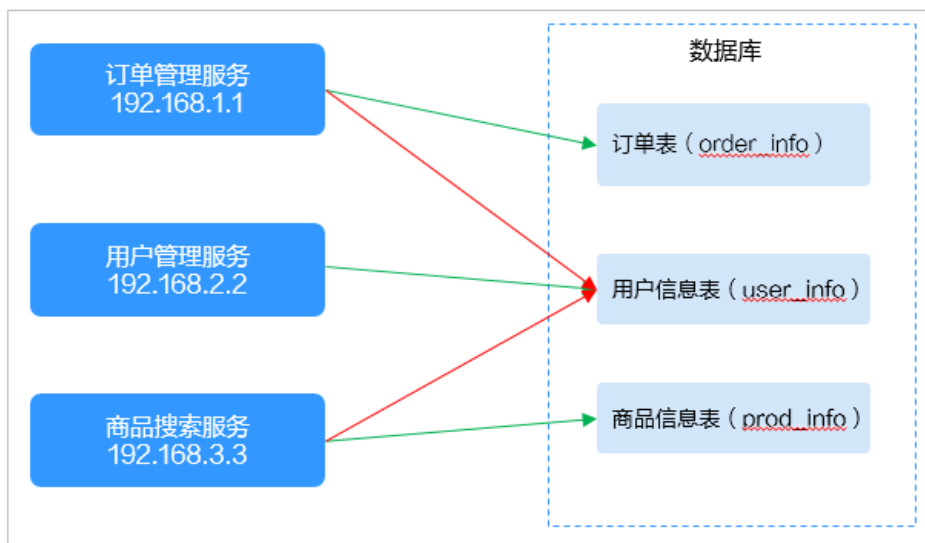 订单管理服务
192.168.1.1
用户管理服务
192.168.2.2
商品搜索服务
192.168.3.3
数据库
订单表（order_info）
用户信息表（user_info）
商品信息表（prod_info）